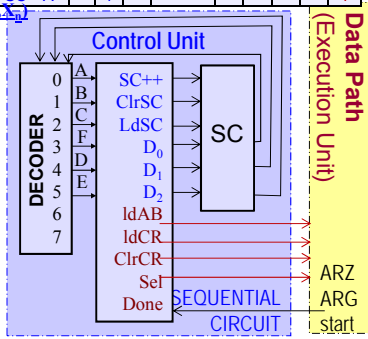 X_n)
Control Unit
DECODER
0
1
2
3
4
5
6
7
A
B
C
F
D
E
SC++
ClrSC
LdSC
D0
D1
D2
ldAB
ldCR
ClrCR
Sel
Done
SC
SEQUENTIAL
CIRCUIT
Data Path
(Execution Unit)
ARZ
ARG
start